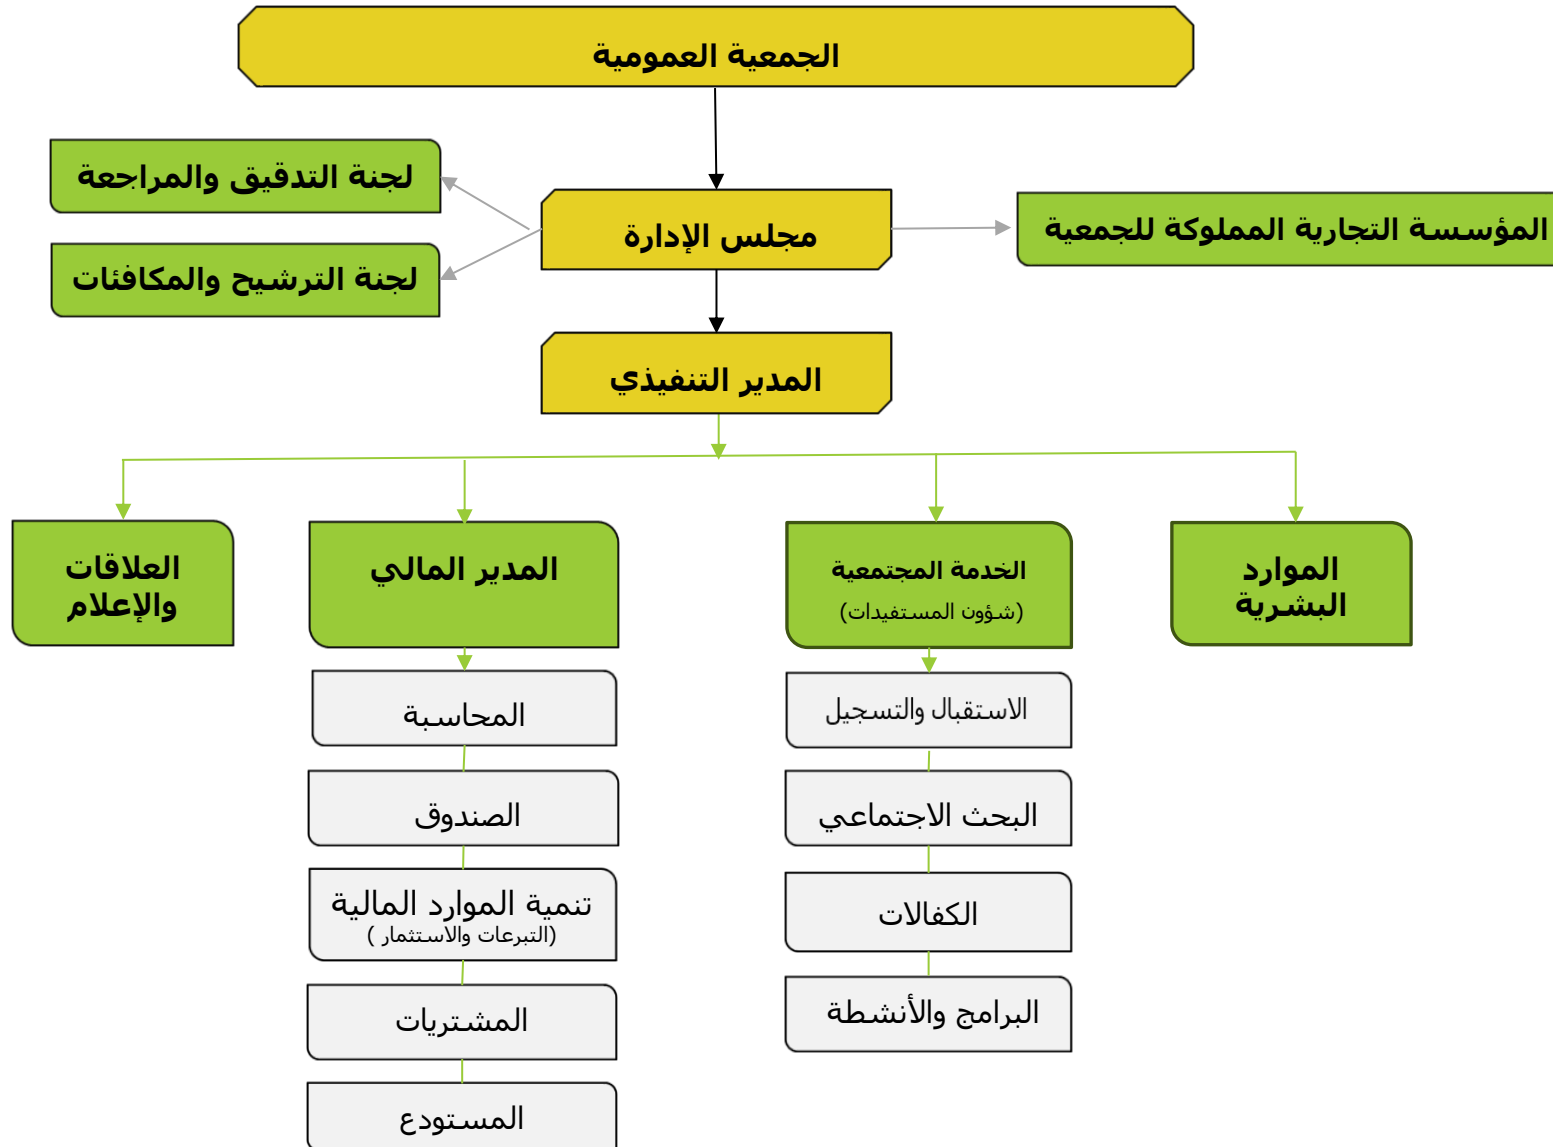 الجمعية العمومية
لجنة التدقيق والمراجعة
مجلس الإدارة
المؤسسة التجارية المملوكة للجمعية
لجنة الترشيح والمكافئات
المدير التنفيذي
الموارد
البشرية
الخدمة المجتمعية
(شؤون المستفيدات)
المدير المالي
العلاقات
والإعلام
الاستقبال والتسجيل
البحث الاجتماعي
الكفالات
البرامج والأنشطة
المحاسبة
الصندوق
تنمية الموارد المالية
(التبرعات والاستثمار )
المشتريات
المستودع